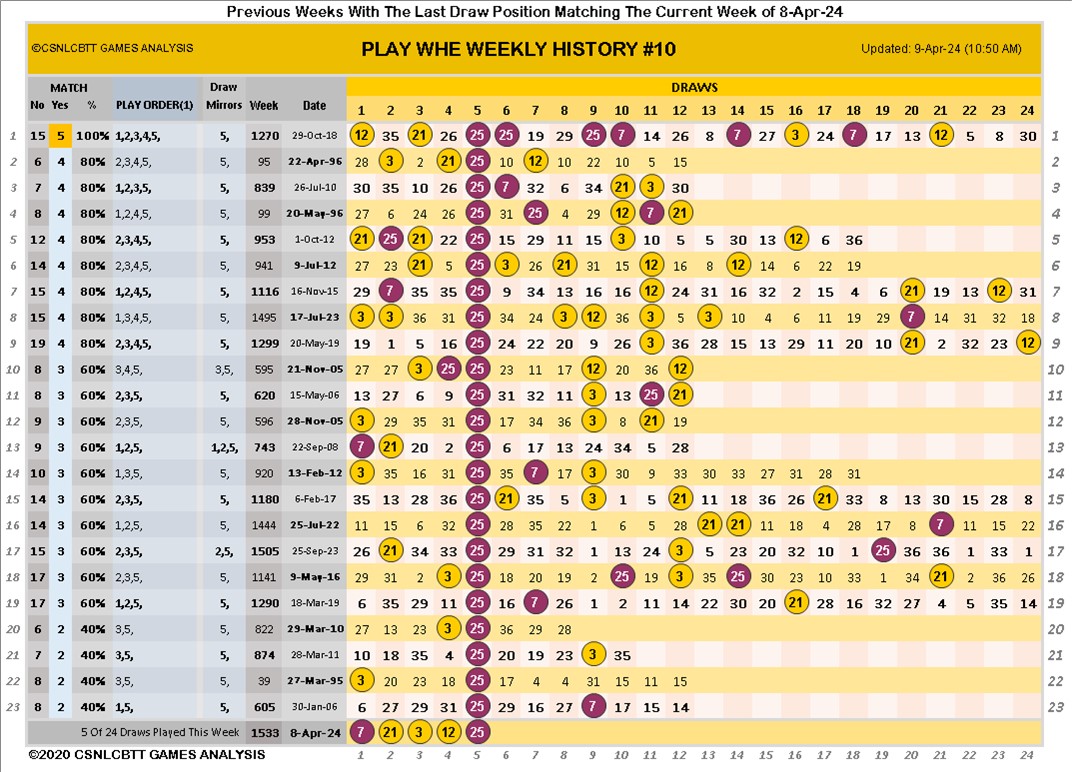 Previous Weeks With The Last Draw Position Matching The Current Week of 8-Apr-24
©CSNLCBTT GAMES ANALYSIS PLAY WHE WEEKLY HISTORY #10 Updated: 9-Apr-24 (10:50 AM)
MATCH Draw DRAWS
No Yes % PLAY ORDER(1) Mirrors Week Date 1 2 3 4 5 6 7 8 9 10 11 12 13 14 15 16 17 18 19 20 21 22 23 24
1 15 5 100% 1,2,3,4,5, 5, 1270 29-Oct-18 12 35 21 26 25 25 19 29 25 7 14 26 8 7 27 3 24 7 17 13 12 5 8 30 1
2 6 4 80% 2,3,4,5, 5, 95 22-Apr-96 28 3 2 21 25 10 12 10 22 10 5 15 2
3 7 4 80% 1,2,3,5, 5, 839 26-Jul-10 30 35 10 26 25 7 32 6 34 21 3 30 3
4 8 4 80% 1,2,4,5, 5, 99 20-May-96 27 6 24 26 25 31 25 4 29 12 7 21 4
5 12 4 80% 2,3,4,5, 5, 953 1-Oct-12 21 25 21 22 25 15 29 11 15 3 10 5 5 30 13 12 6 36 5
6 14 4 80% 2,3,4,5, 5, 941 9-Jul-12 27 23 21 5 25 3 26 21 31 15 12 16 8 12 14 6 22 19 6
7 15 4 80% 1,2,4,5, 5, 1116 16-Nov-15 29 7 35 35 25 9 34 13 16 16 12 24 31 16 32 2 15 4 6 21 19 13 12 31 7
8 15 4 80% 1,3,4,5, 5, 1495 17-Jul-23 3 3 36 31 25 34 24 3 12 36 3 5 3 10 4 6 11 19 29 7 14 31 32 18 8
9 19 4 80% 2,3,4,5, 5, 1299 20-May-19 19 1 5 16 25 24 22 20 9 26 3 36 28 15 13 29 11 20 10 21 2 32 23 12 9
10 8 3 60% 3,4,5, 3,5, 595 21-Nov-05 27 27 3 25 25 23 11 17 12 20 36 12 10
11 8 3 60% 2,3,5, 5, 620 15-May-06 13 27 6 9 25 31 32 11 3 13 25 21 11
12 9 3 60% 2,3,5, 5, 596 28-Nov-05 3 29 35 31 25 17 34 36 3 8 21 19 12
13 9 3 60% 1,2,5, 1,2,5, 743 22-Sep-08 7 21 20 2 25 6 17 13 24 34 5 28 13
14 10 3 60% 1,3,5, 5, 920 13-Feb-12 3 35 16 31 25 35 7 17 3 30 9 33 30 33 27 31 28 31 14
15 14 3 60% 2,3,5, 5, 1180 6-Feb-17 35 13 28 36 25 21 35 5 3 1 5 21 11 18 36 26 21 33 8 13 30 15 28 8 15
16 14 3 60% 1,2,5, 5, 1444 25-Jul-22 11 15 6 32 25 28 35 22 1 6 5 28 21 21 11 18 4 28 17 8 7 11 15 22 16
17 15 3 60% 2,3,5, 2,5, 1505 25-Sep-23 26 21 34 33 25 29 31 32 1 13 24 3 5 23 20 32 10 1 25 36 36 1 33 1 17
18 17 3 60% 2,3,5, 5, 1141 9-May-16 29 31 2 3 25 18 20 19 2 25 19 3 35 25 30 23 10 33 1 34 21 2 36 26 18
19 17 3 60% 1,2,5, 5, 1290 18-Mar-19 6 35 29 11 25 16 7 26 1 2 11 14 22 30 20 21 28 16 32 27 4 5 35 14 19
20 6 2 40% 3,5, 5, 822 29-Mar-10 27 13 23 3 25 36 29 28 20
21 7 2 40% 3,5, 5, 874 28-Mar-11 10 18 35 4 25 20 19 23 3 35 21
22 8 2 40% 3,5, 5, 39 27-Mar-95 3 20 23 18 25 17 4 4 31 22 15 11 15 22
23 8 2 40% 1,5, 5, 605 30-Jan-06 6 27 29 31 25 29 16 27 7 17 15 14 23
5 Of 24 Draws Played This Week 1533 8-Apr-24 7 21 3 12 25
©2020 CSNLCBTT GAMES ANALYSIS 1 2 3 4 5 6 7 8 9 10 11 12 13 14 15 16 17 18 19 20 21 22 23 24